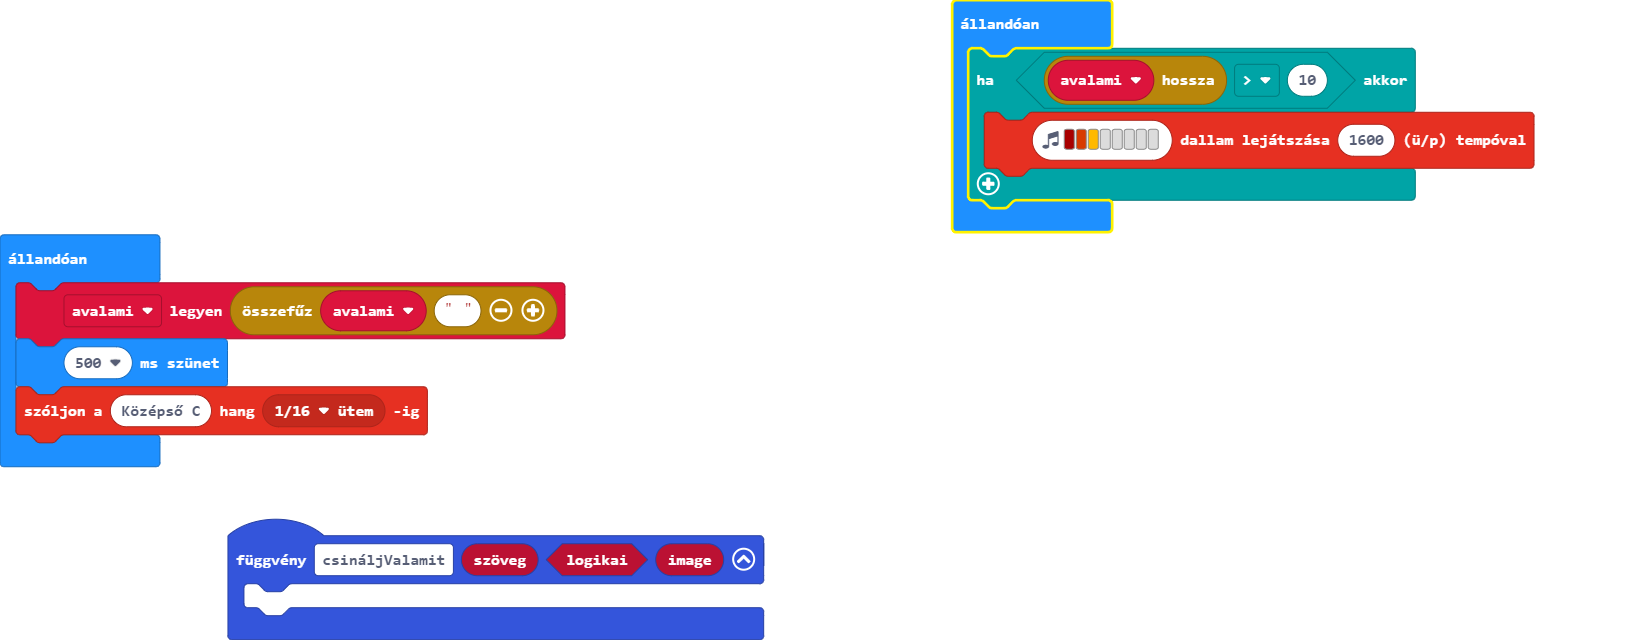 állandóan
ha avalami hossza > 10 akkor
dallam lejátszása 1600 (ü/p) tempóval
állandóan
avalami legyen összefűz avalami " "
500 ms szünet
szóljon a Középső C hang 1/16 ütem -ig
függvény csináljValamit szöveg logikai image